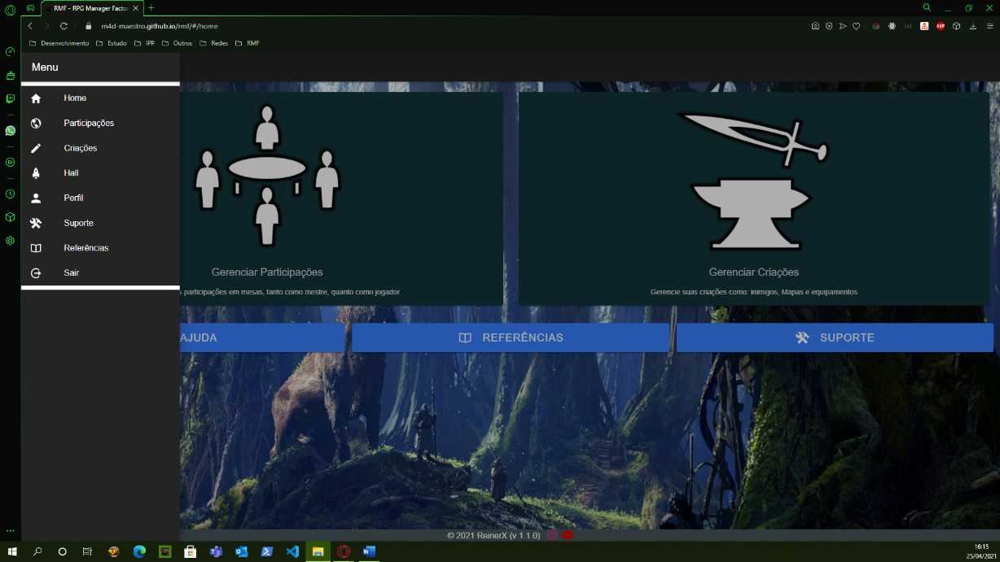 RMF - RPG Manager Factor
m4d-maestro.github.io/rmf/#/home
Desenvolvimento
Estudo
IPP
Outros
Redes
RMF
ABP
Menu
Home
Participações
Criações
Hall
Perfil
Suporte
Referências
Sair
Gerenciar Participações
participações em mesas, tanto como mestre, quanto como jogador
Gerenciar Criações
Gerencie suas criações como: inimigos, Mapas e equipamentos
AJUDA
REFERÊNCIAS
SUPORTE
© 2021 ReinerX (v 1.1.0)
16:15
25/04/2021